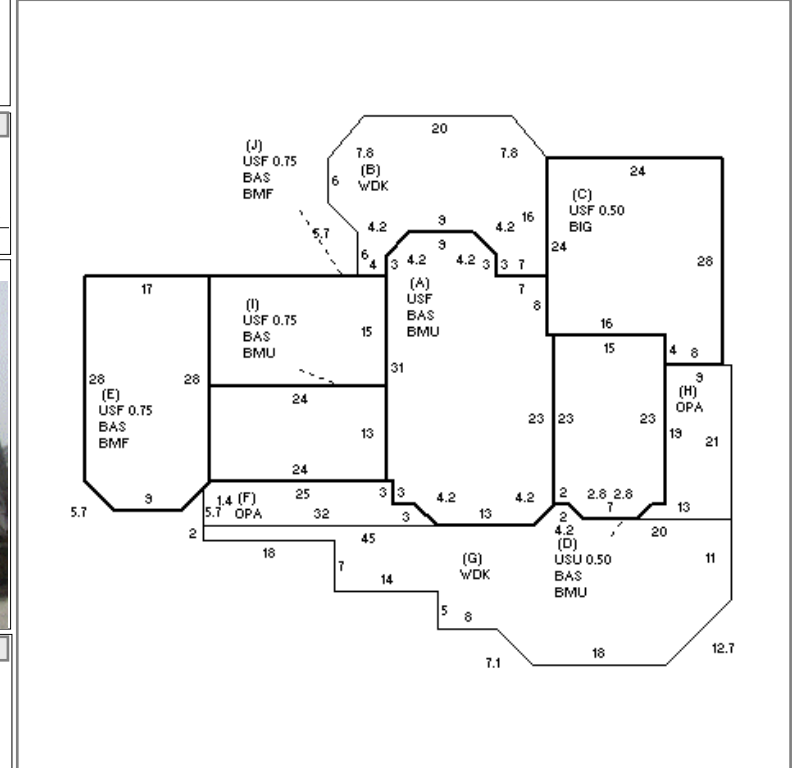 20
(J)
USF 0.75
BAS
BMF
7.8
7.8
(B)
WDK
6
24
(C)
USF 0.50
BIG
5.7
4.2
9
4.2
16
9
24
6
4
3
4.2
4.2
3
3
7
28
17
(A)
USF
BAS
BMU
7
8
(I)
USF 0.75
BAS
BMU
15
16
15
4
8
31
28
28
(E)
USF 0.75
BAS
BMF
24
9
(H)
OPA
13
23
23
23
19
21
24
9
5.7
1.4
(F)
OPA
5.7
25
32
3
3
3
4.2
13
4.2
2
2.8
2.8
7
2
4.2
13
20
2
18
45
7
14
(G)
WDK
(D)
USU 0.50
BAS
BMU
11
5
8
7.1
18
12.7